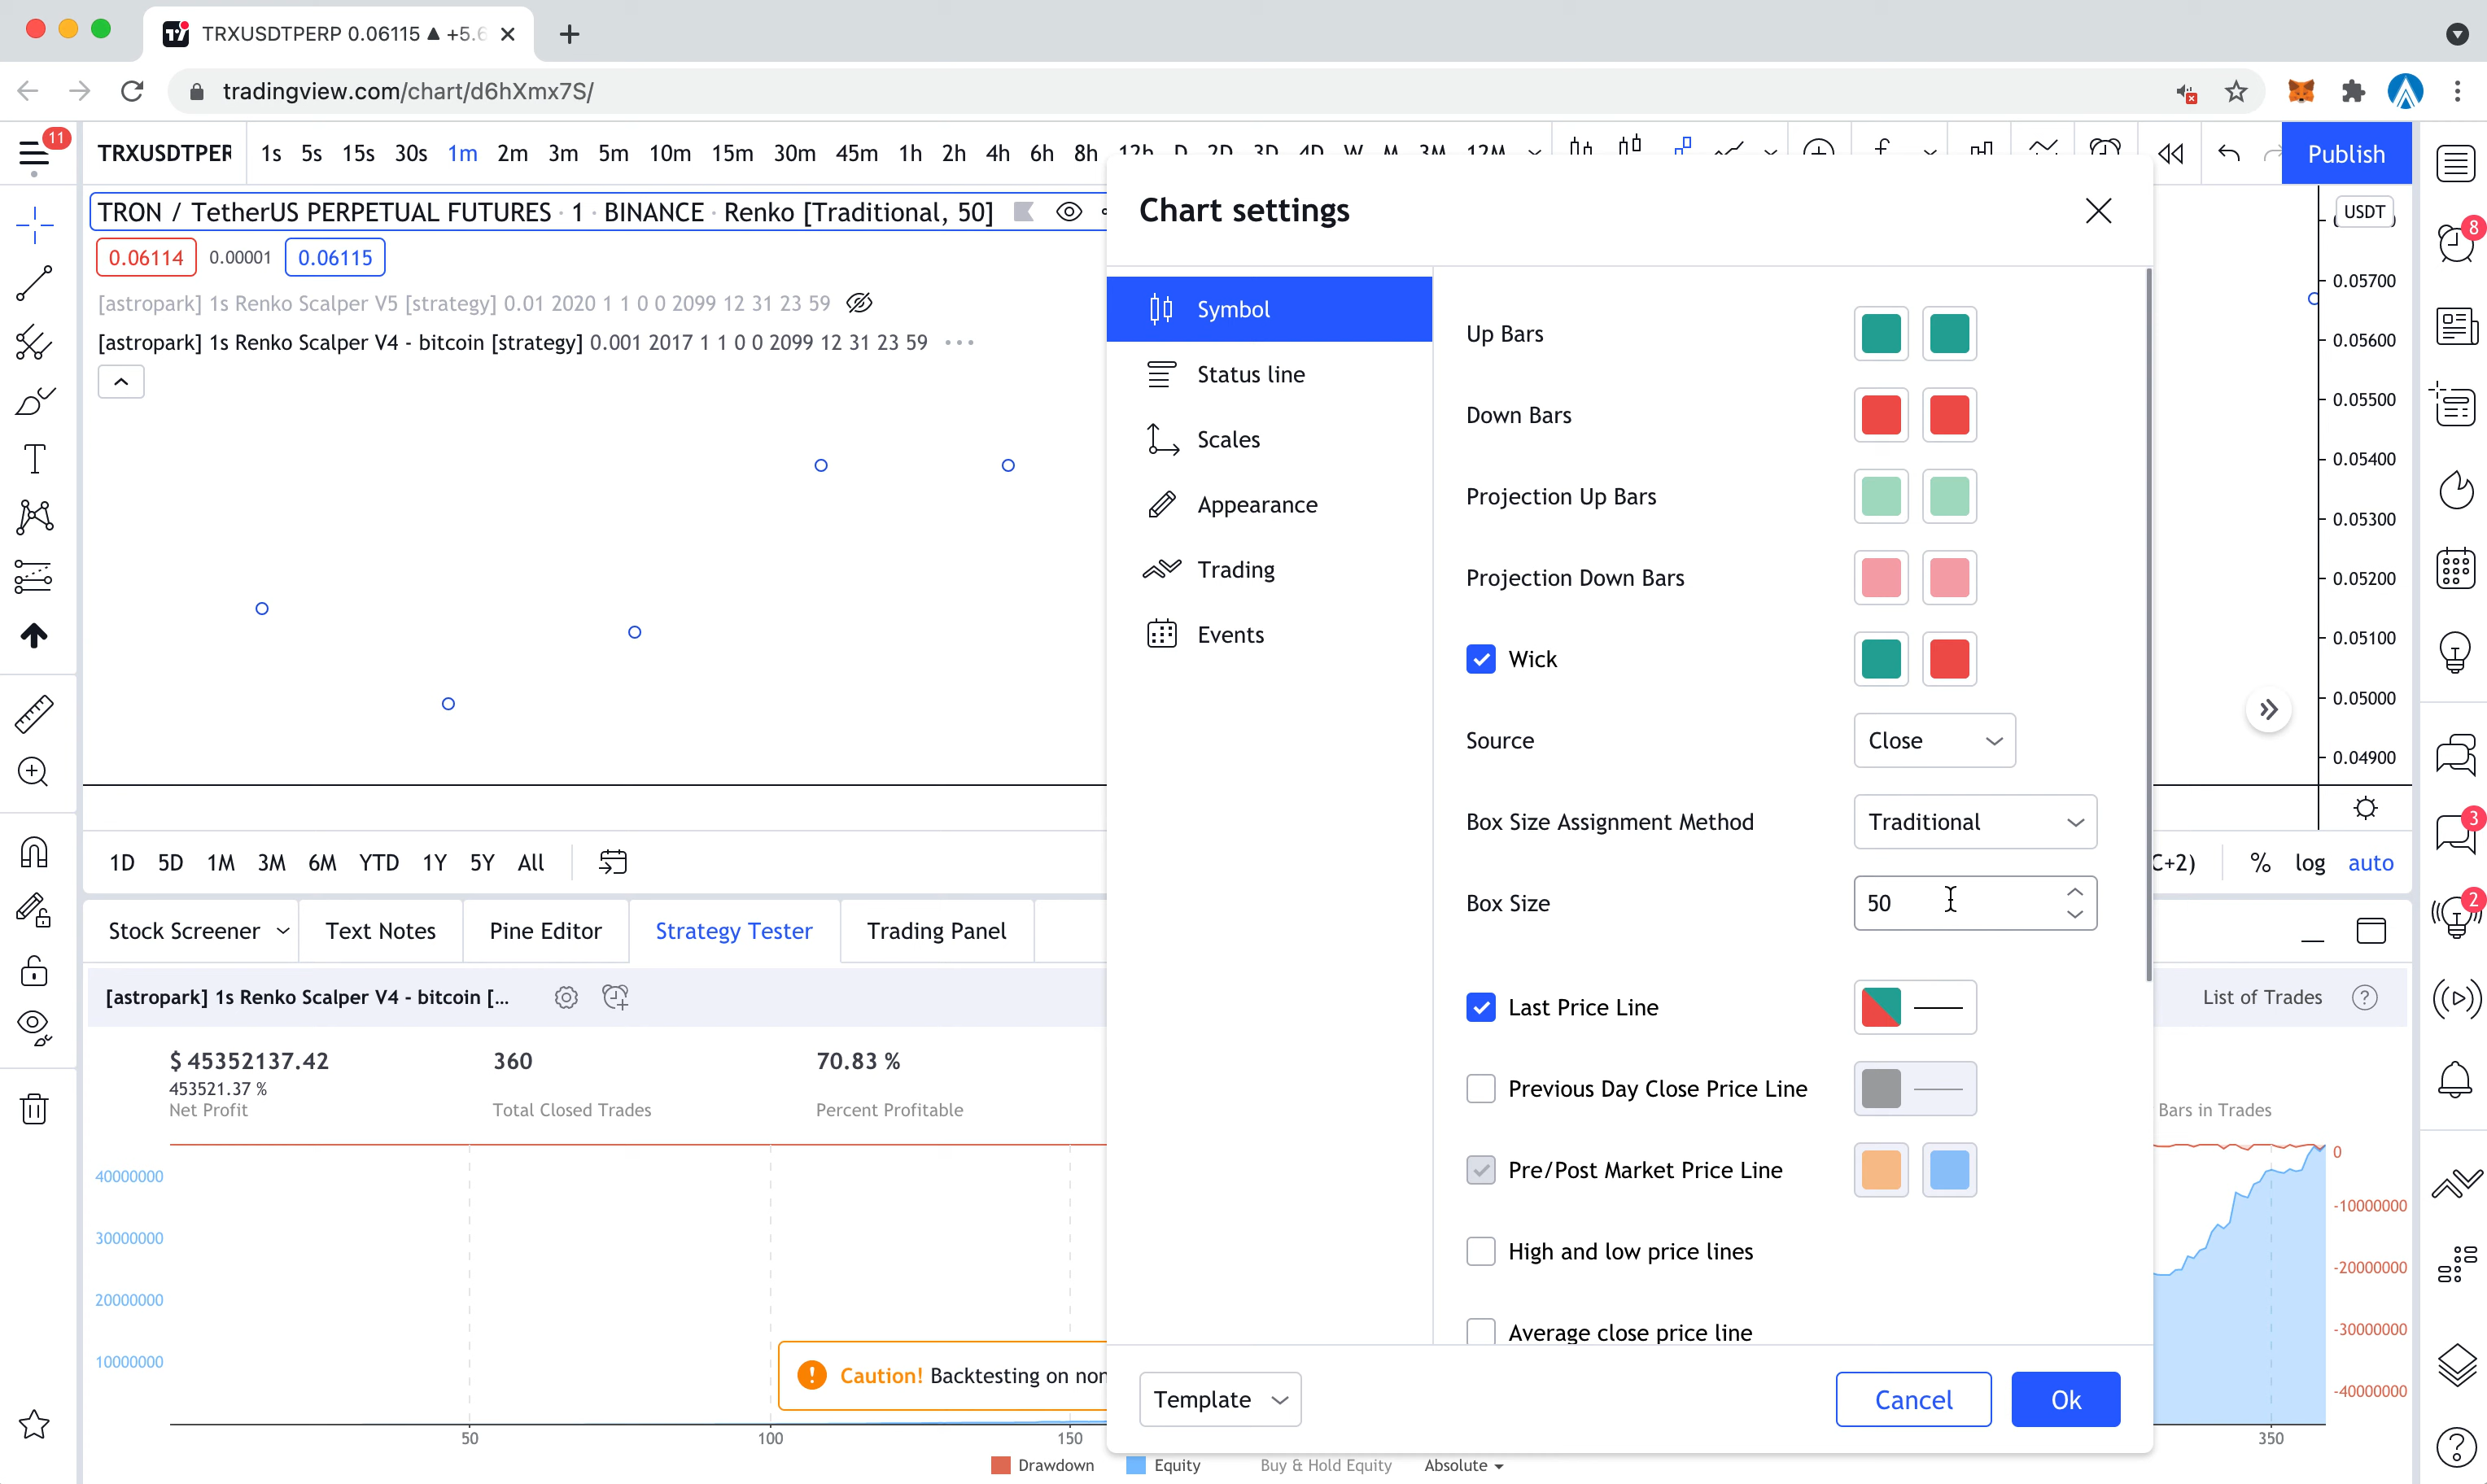 TRXUSDTPERP 0.06115 ▲ +5.6
tradingview.com/chart/d6hXmx7S/
11
TRXUSDTPER 1s 5s 15s 30s 1m 2m 3m 5m 10m 15m 30m 45m 1h 2h 4h 6h 8h 12h D 2D 3D 4D W M 3M 12M Publish
TRON / TetherUS PERPETUAL FUTURES · 1 · BINANCE · Renko [Traditional, 50]
0.06114 0.00001 0.06115
[astropark] 1s Renko Scalper V5 [strategy] 0.01 2020 1 1 0 0 2099 12 31 23 59
[astropark] 1s Renko Scalper V4 - bitcoin [strategy] 0.001 2017 1 1 0 0 2099 12 31 23 59
Chart settings
Symbol
Status line
Scales
Appearance
Trading
Events
Up Bars
Down Bars
Projection Up Bars
Projection Down Bars
Wick
Source Close
Box Size Assignment Method Traditional
Box Size 50
Last Price Line
Previous Day Close Price Line
Pre/Post Market Price Line
High and low price lines
Average close price line
Template Cancel Ok
USDT
0.05700
0.05600
0.05500
0.05400
0.05300
0.05200
0.05100
0.05000
0.04900
8
3
2
1D 5D 1M 3M 6M YTD 1Y 5Y All
C+2) % log auto
Stock Screener Text Notes Pine Editor Strategy Tester Trading Panel
[astropark] 1s Renko Scalper V4 - bitcoin [...
List of Trades
$ 45352137.42 360 70.83 %
453521.37 %
Net Profit Total Closed Trades Percent Profitable Bars in Trades
40000000
30000000
20000000
10000000
0
-10000000
-20000000
-30000000
-40000000
Caution! Backtesting on non
50 100 150 350
Drawdown Equity Buy & Hold Equity Absolute